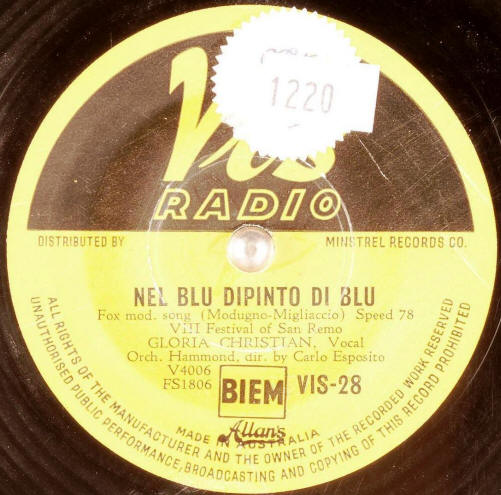 1220
Vis
RADIO
DISTRIBUTED BY MINSTREL RECORDS CO.
NEL BLU DIPINTO DI BLU
Fox mod. song (Modugno-Migliaccio) Speed 78
VIII Festival of San Remo
GLORIA CHRISTIAN, Vocal
Orch. Hammond, dir. by Carlo Esposito
V4006
FS1806
BIEM VIS-28
Allan's
MADE IN AUSTRALIA
ALL RIGHTS OF THE MANUFACTURER AND THE OWNER OF THE RECORDED WORK RESERVED
UNAUTHORISED PUBLIC PERFORMANCE, BROADCASTING AND COPYING OF THIS RECORD PROHIBITED